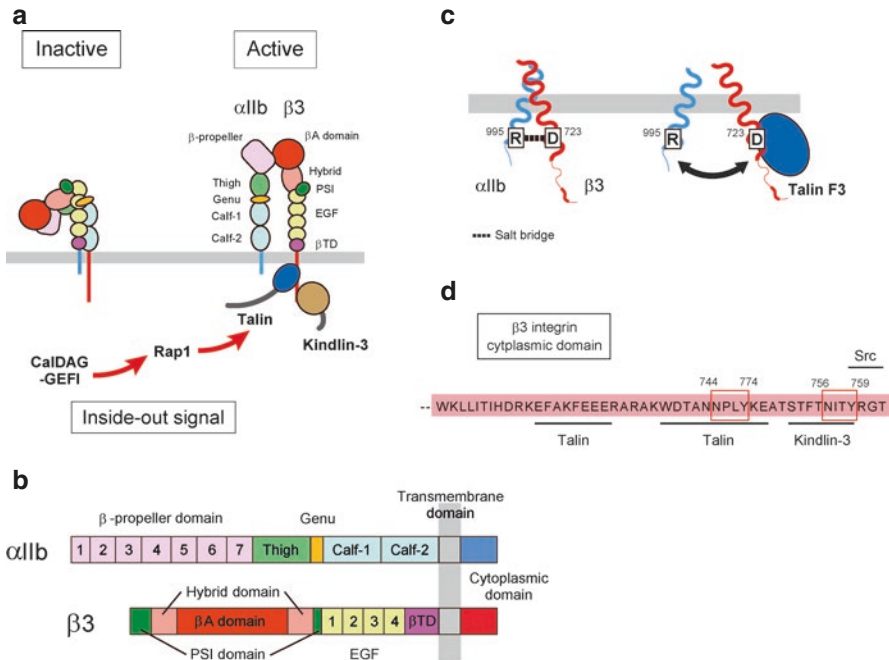 a
Inactive
Active
αIIb β3
β-propeller
βA domain
Hybrid
PSI
Thigh
Genu
Calf-1
Calf-2
EGF
βTD
Talin
Kindlin-3
Rap1
CalDAG
-GEFI
Inside-out signal
b
β-propeller domain
Genu
Transmembrane
domain
αIIb
1 2 3 4 5 6 7 Thigh Calf-1 Calf-2
Hybrid domain
Cytoplasmic
domain
β3
βA domain 1 2 3 4 βTD
PSI domain
EGF
c
995 R D 723
995 R 723 D
αIIb β3
Talin F3
Salt bridge
d
β3 integrin
cytplasmic domain
Src
744 774 756 759
-- WKLLITIHDRKEFAKFEEERARAKWDTANNPLYKEATSTFTNITYRGT
Talin Talin Kindlin-3